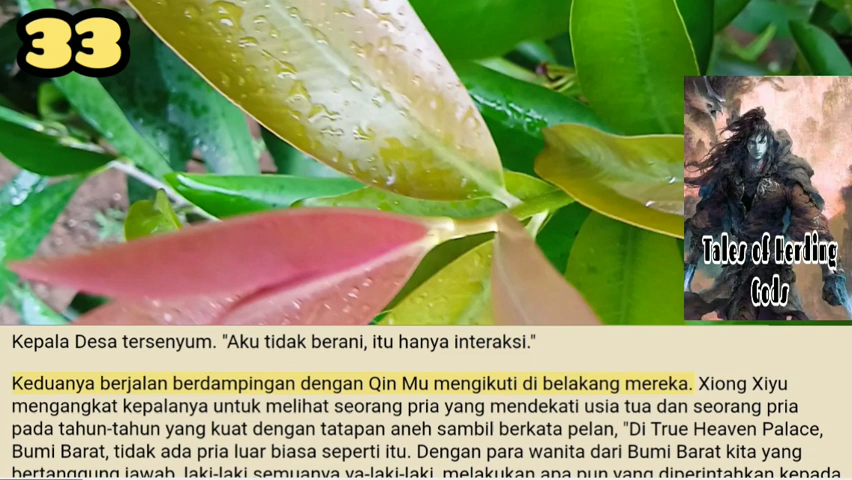 33
Tales of Herding
Gods
Kepala Desa tersenyum. "Aku tidak berani, itu hanya interaksi."
Keduanya berjalan berdampingan dengan Qin Mu mengikuti di belakang mereka. Xiong Xiyu
mengangkat kepalanya untuk melihat seorang pria yang mendekati usia tua dan seorang pria
pada tahun-tahun yang kuat dengan tatapan aneh sambil berkata pelan, "Di True Heaven Palace,
Bumi Barat, tidak ada pria luar biasa seperti itu. Dengan para wanita dari Bumi Barat kita yang
bertanggung jawab, laki-laki semuanya ya-laki-laki, melakukan apa pun yang diperintahkan kepada